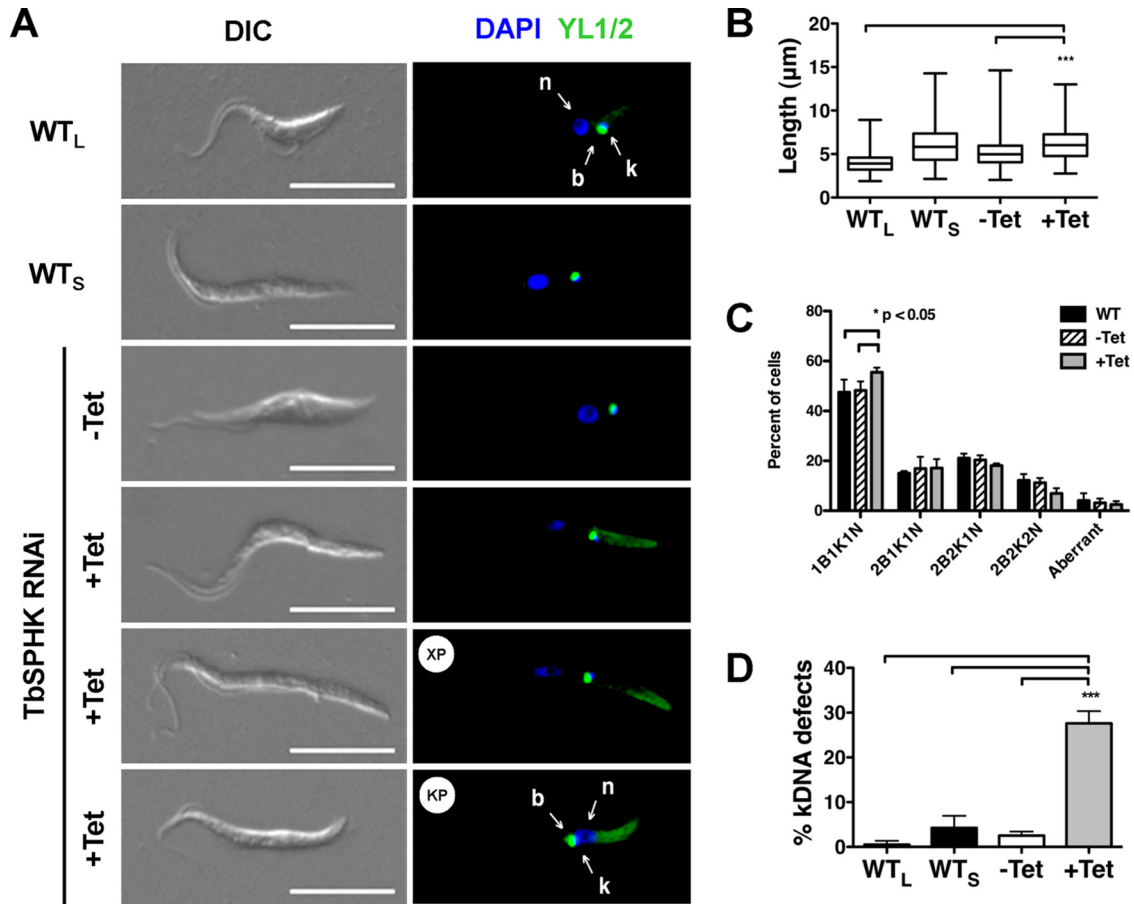 A
DIC
DAPI YL1/2
WTL
n
b
k
WTS
TbSPHK RNAi
-Tet
+Tet
+Tet
XP
+Tet
KP
b
n
k
B
Length (µm)
20
15
10
5
0
***
WTL
WTS
-Tet
+Tet
C
Percent of cells
80
60
40
20
0
* p < 0.05
WT
-Tet
+Tet
1B1K1N
2B1K1N
2B2K1N
2B2K2N
Aberrant
D
% kDNA defects
40
30
20
10
0
***
WTL
WTS
-Tet
+Tet